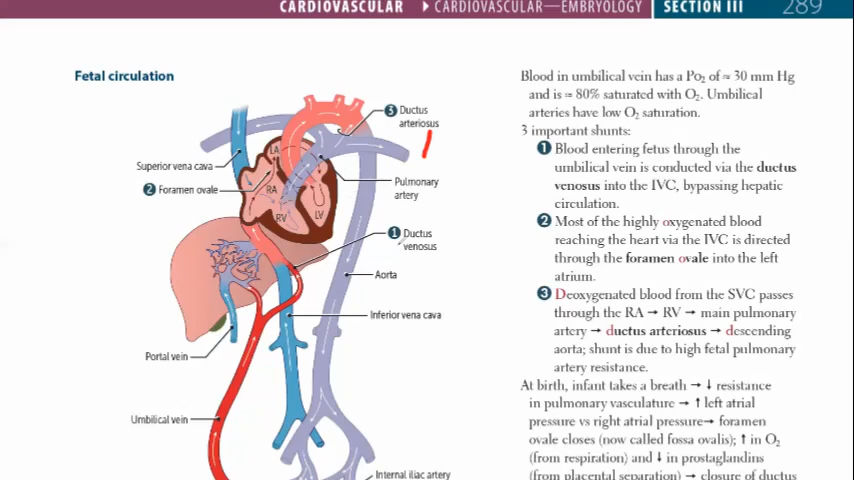 CARDIOVASCULAR ▶ CARDIOVASCULAR—EMBRYOLOGY SECTION III 289
Fetal circulation
3 Ductus
arteriosus
Superior vena cava
2 Foramen ovale
LA
RA
RV
LV
Pulmonary
artery
1 Ductus
venosus
Aorta
Inferior vena cava
Portal vein
Umbilical vein
Internal iliac artery
Blood in umbilical vein has a Po2 of ≈ 30 mm Hg
and is ≈ 80% saturated with O2. Umbilical
arteries have low O2 saturation.
3 important shunts:
1 Blood entering fetus through the
umbilical vein is conducted via the ductus
venosus into the IVC, bypassing hepatic
circulation.
2 Most of the highly oxygenated blood
reaching the heart via the IVC is directed
through the foramen ovale into the left
atrium.
3 Deoxygenated blood from the SVC passes
through the RA → RV → main pulmonary
artery → ductus arteriosus → descending
aorta; shunt is due to high fetal pulmonary
artery resistance.
At birth, infant takes a breath → ↓ resistance
in pulmonary vasculature → ↑ left atrial
pressure vs right atrial pressure→ foramen
ovale closes (now called fossa ovalis); ↑ in O2
(from respiration) and ↓ in prostaglandins
(from placental separation) → closure of ductus